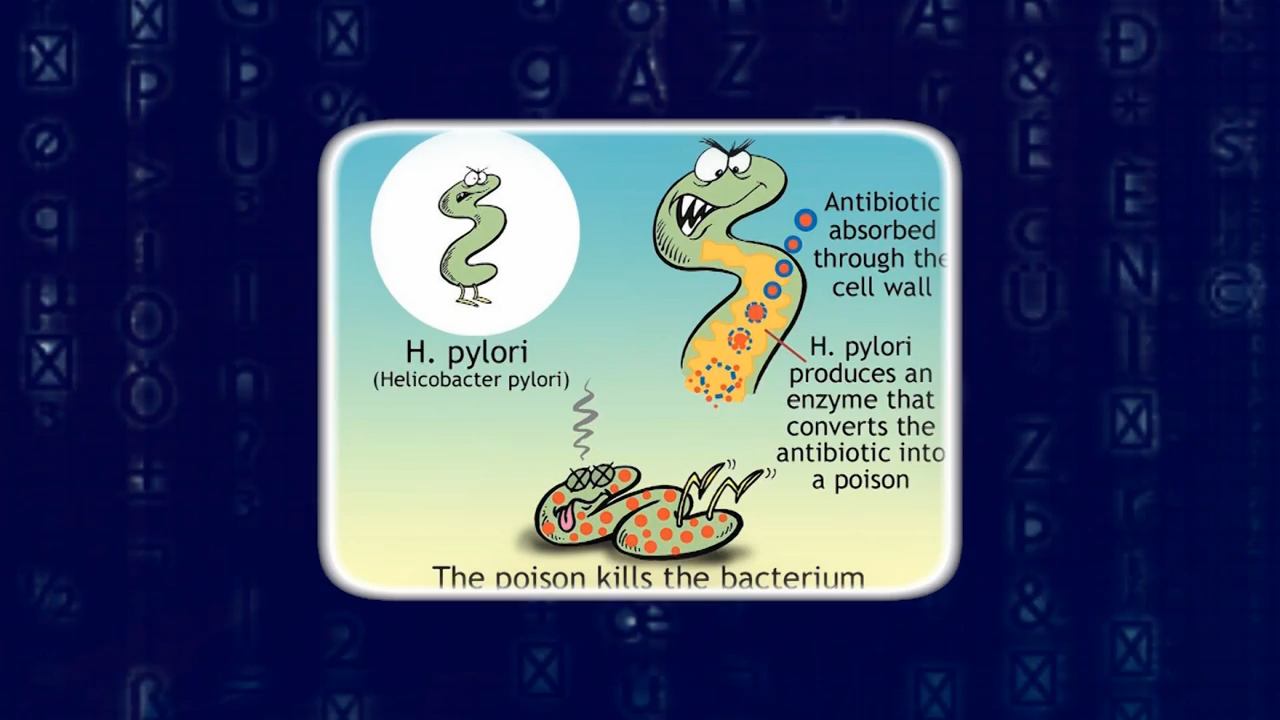 H. pylori
(Helicobacter pylori)
Antibiotic
absorbed
through the
cell wall
H. pylori
produces an
enzyme that
converts the
antibiotic into
a poison
The poison kills the bacterium